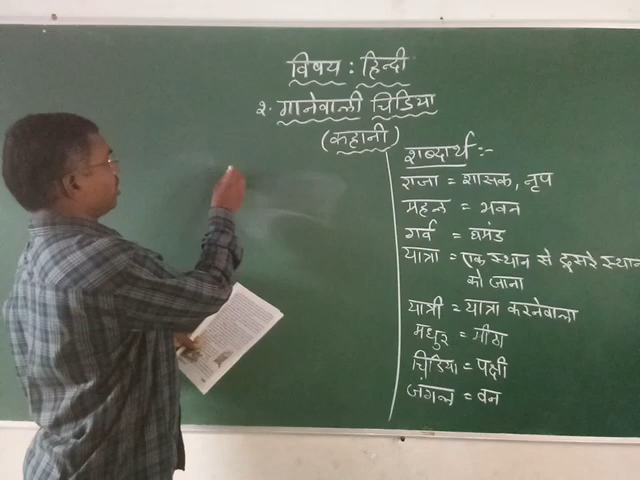 विषय : हिन्दी
२. गानेवाली चिडिया
(कहानी)
शब्दार्थ :-
राजा = शासक, नृप
महल = भवन
गर्व = घमंड
यात्रा = एक स्थान से दूसरे स्थान
को जाना
यात्री = यात्रा करनेवाला
मधुर = मीठा
चिडिया = पक्षी
जंगल = वन